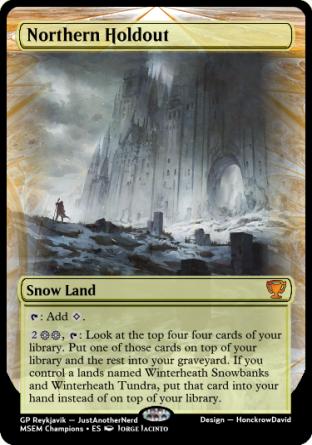 Northern Holdout
Snow Land
: Add .
2, : Look at the top four four cards of your
library. Put one of those cards on top of your
library and the rest into your graveyard. If you
control a lands named Winterheath Snowbanks
and Winterheath Tundra, put that card into your
hand instead of on top of your library.
GP Reykjavik — JustAnotherNerd
Design — HonckrowDavid
MSEM Champions • ES Jorge Jacinto